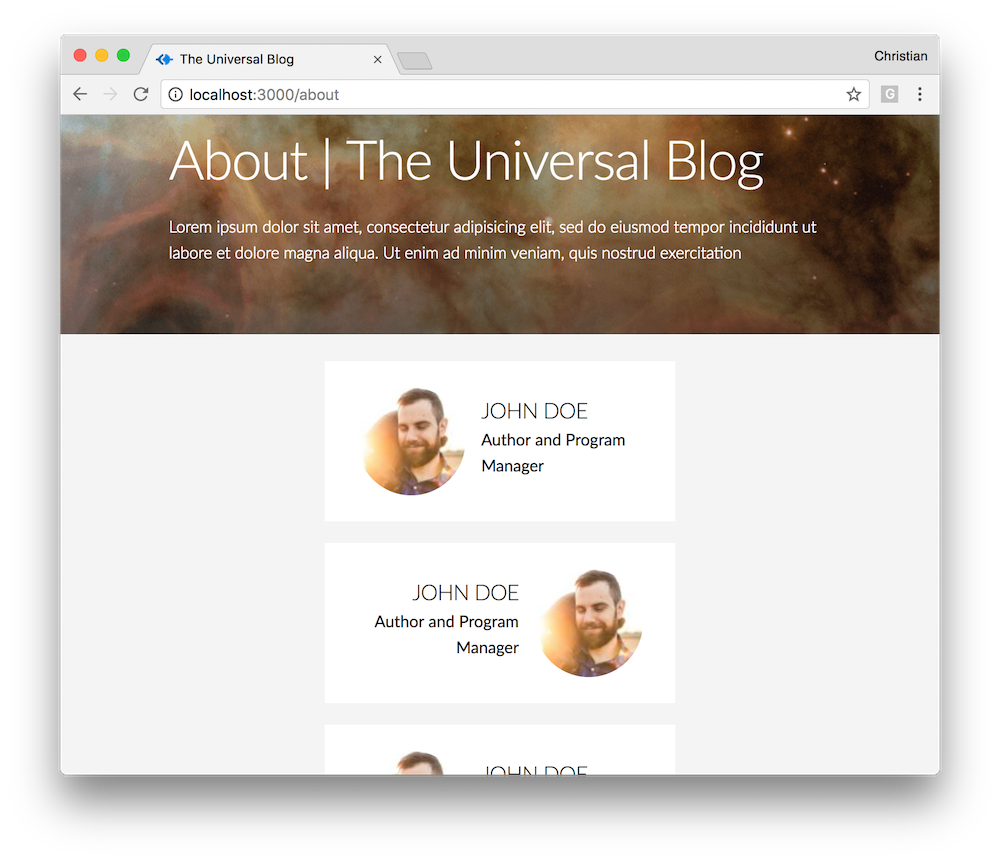 The Universal Blog
Christian
localhost:3000/about
G
About | The Universal Blog
Lorem ipsum dolor sit amet, consectetur adipisicing elit, sed do eiusmod tempor incididunt ut
labore et dolore magna aliqua. Ut enim ad minim veniam, quis nostrud exercitation
JOHN DOE
Author and Program
Manager
JOHN DOE
Author and Program
Manager
JOHN DOE